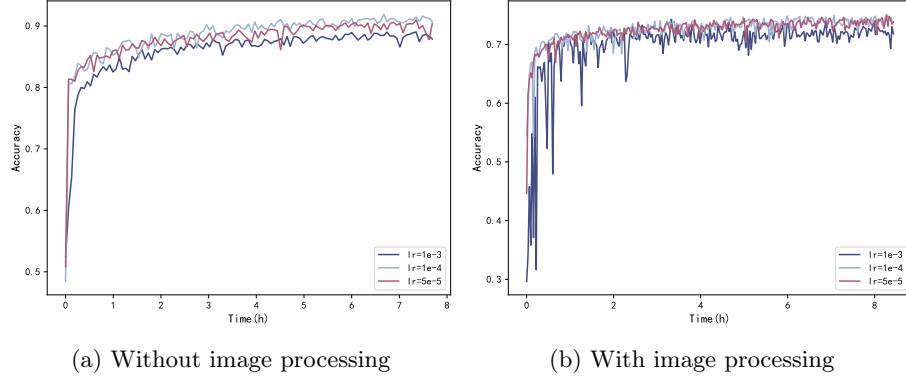 0.9
0.8
0.7
0.6
0.5
Accuracy
0 1 2 3 4 5 6 7 8
Time(h)
lr=1e-3
lr=1e-4
lr=5e-5
(a) Without image processing
0.7
0.6
0.5
0.4
0.3
Accuracy
0 2 4 6 8
Time(h)
lr=1e-3
lr=1e-4
lr=5e-5
(b) With image processing